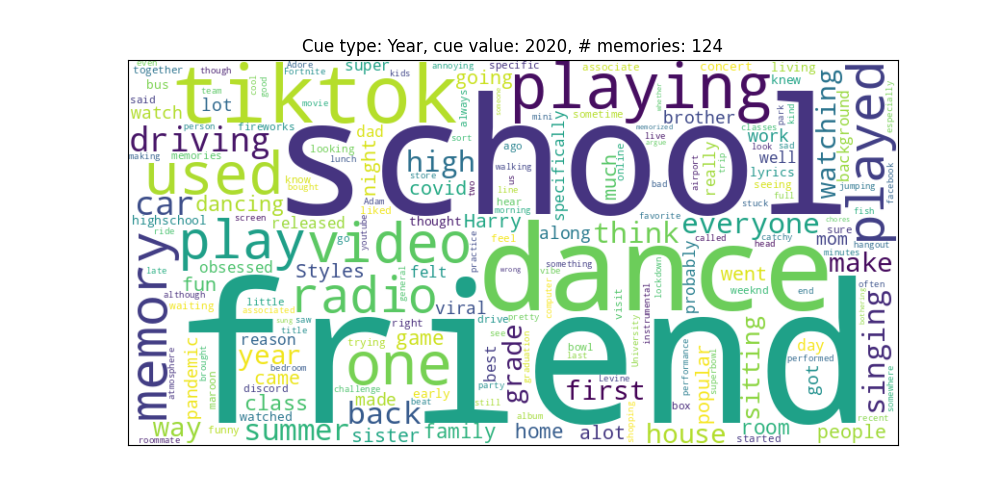 Cue type: Year, cue value: 2020, # memories: 124
even though super annoying specific associate concert living
together Fortnite Adore kids going knew
bus tiktok cool good playing whether watching background played especially
said lot team movie always someone mini sometime brother park kind
watch person fireworks sort memorized classes work
driving dad looking high ago specifically live look sad well
making memories lunch school walking much online argue airport really trip lyrics
used know store covid two us bad seeing jumping facebook
car dancing bought nighttt Adam liked line hear morning stuck full fish
highschool screen released thought Harry favorite everyone sure chores
ride play video youtube go practice feel along think called catchy mom hangout
obsessed Styles felt general dance wrong something probably head minutes make
late fun vibe computer lockdown went often
although waiting little radio viral visit weeknd end
memory associated sung saw right drive pretty instrumental bothering
atmosphere title friend game see University day singing
pandemic brought reason trying grade bowl performance superbowl performed
year bedroom one best graduation last popular sitting
came discord challenge early party Levine first got
maroon class made beat still box somewhere
watched back album shopping recent
way funny summer sister family home alot house room people
roommate started